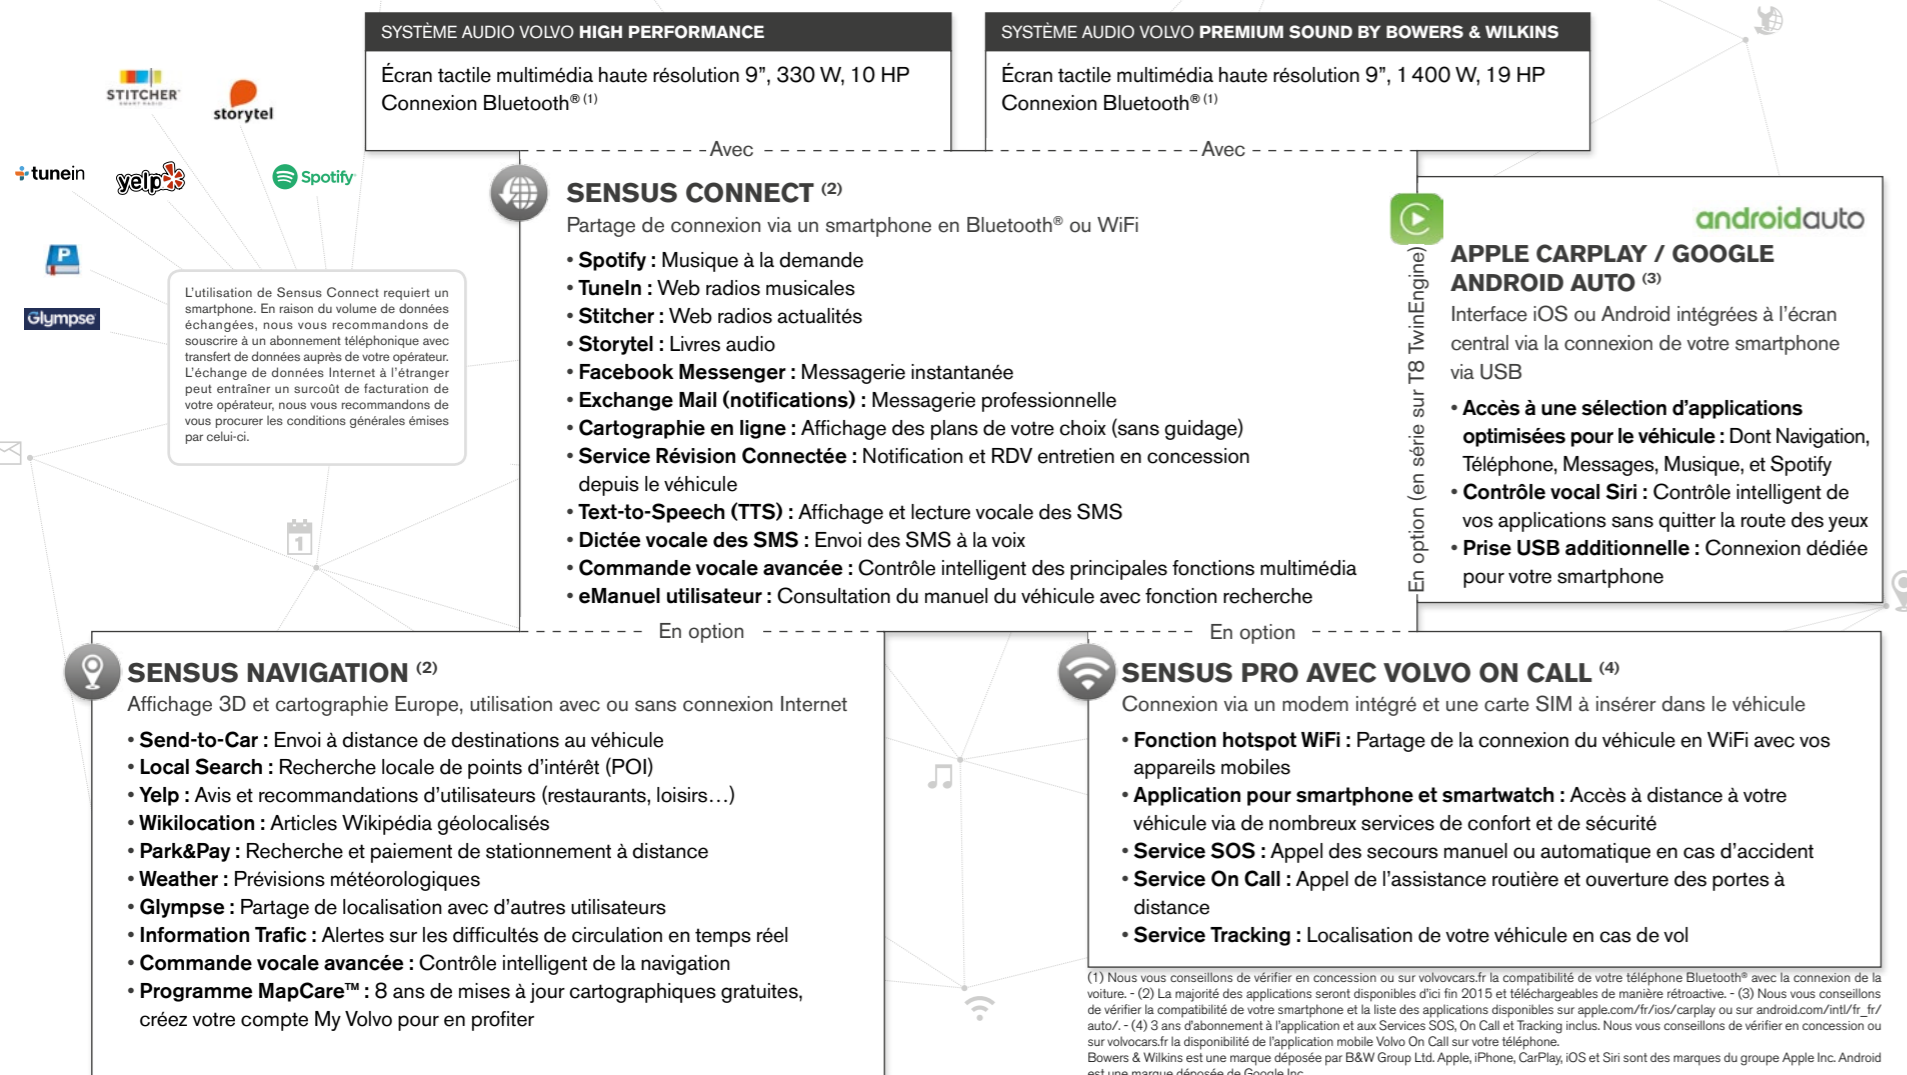 SYSTÈME AUDIO VOLVO HIGH PERFORMANCE
Écran tactile multimédia haute résolution 9”, 330 W, 10 HP
Connexion Bluetooth® (1)
SYSTÈME AUDIO VOLVO PREMIUM SOUND BY BOWERS & WILKINS
Écran tactile multimédia haute résolution 9”, 1 400 W, 19 HP
Connexion Bluetooth® (1)
Avec
Avec
STITCHER
SMART RADIO
storytel
tunein
yelp
Spotify
P
Glympse
L’utilisation de Sensus Connect requiert un
smartphone. En raison du volume de données
échangées, nous vous recommandons de
souscrire à un abonnement téléphonique avec
transfert de données auprès de votre opérateur.
L’échange de données Internet à l’étranger
peut entraîner un surcoût de facturation de
votre opérateur, nous vous recommandons de
vous procurer les conditions générales émises
par celui-ci.
1
SENSUS CONNECT (2)
Partage de connexion via un smartphone en Bluetooth® ou WiFi
• Spotify : Musique à la demande
• TuneIn : Web radios musicales
• Stitcher : Web radios actualités
• Storytel : Livres audio
• Facebook Messenger : Messagerie instantanée
• Exchange Mail (notifications) : Messagerie professionnelle
• Cartographie en ligne : Affichage des plans de votre choix (sans guidage)
• Service Révision Connectée : Notification et RDV entretien en concession
depuis le véhicule
• Text-to-Speech (TTS) : Affichage et lecture vocale des SMS
• Dictée vocale des SMS : Envoi des SMS à la voix
• Commande vocale avancée : Contrôle intelligent des principales fonctions multimédia
• eManuel utilisateur : Consultation du manuel du véhicule avec fonction recherche
En option (en série sur T8 TwinEngine)
androidauto
APPLE CARPLAY / GOOGLE
ANDROID AUTO (3)
Interface iOS ou Android intégrées à l’écran
central via la connexion de votre smartphone
via USB
• Accès à une sélection d’applications
optimisées pour le véhicule : Dont Navigation,
Téléphone, Messages, Musique, et Spotify
• Contrôle vocal Siri : Contrôle intelligent de
vos applications sans quitter la route des yeux
• Prise USB additionnelle : Connexion dédiée
pour votre smartphone
En option
En option
SENSUS NAVIGATION (2)
Affichage 3D et cartographie Europe, utilisation avec ou sans connexion Internet
• Send-to-Car : Envoi à distance de destinations au véhicule
• Local Search : Recherche locale de points d’intérêt (POI)
• Yelp : Avis et recommandations d’utilisateurs (restaurants, loisirs…)
• Wikilocation : Articles Wikipédia géolocalisés
• Park&Pay : Recherche et paiement de stationnement à distance
• Weather : Prévisions météorologiques
• Glympse : Partage de localisation avec d’autres utilisateurs
• Information Trafic : Alertes sur les difficultés de circulation en temps réel
• Commande vocale avancée : Contrôle intelligent de la navigation
• Programme MapCare™ : 8 ans de mises à jour cartographiques gratuites,
créez votre compte My Volvo pour en profiter
SENSUS PRO AVEC VOLVO ON CALL (4)
Connexion via un modem intégré et une carte SIM à insérer dans le véhicule
• Fonction hotspot WiFi : Partage de la connexion du véhicule en WiFi avec vos
appareils mobiles
• Application pour smartphone et smartwatch : Accès à distance à votre
véhicule via de nombreux services de confort et de sécurité
• Service SOS : Appel des secours manuel ou automatique en cas d’accident
• Service On Call : Appel de l’assistance routière et ouverture des portes à
distance
• Service Tracking : Localisation de votre véhicule en cas de vol
(1) Nous vous conseillons de vérifier en concession ou sur volvovcars.fr la compatibilité de votre téléphone Bluetooth® avec la connexion de la
voiture. - (2) La majorité des applications seront disponibles d’ici fin 2015 et téléchargeables de manière rétroactive. - (3) Nous vous conseillons
de vérifier la compatibilité de votre smartphone et la liste des applications disponibles sur apple.com/fr/ios/carplay ou sur android.com/intl/fr_fr/
auto/. - (4) 3 ans d’abonnement à l’application et aux Services SOS, On Call et Tracking inclus. Nous vous conseillons de vérifier en concession ou
sur volvocars.fr la disponibilité de l’application mobile Volvo On Call sur votre téléphone.
Bowers & Wilkins est une marque déposée par B&W Group Ltd. Apple, iPhone, CarPlay, iOS et Siri sont des marques du groupe Apple Inc. Android
est une marque déposée de Google Inc.